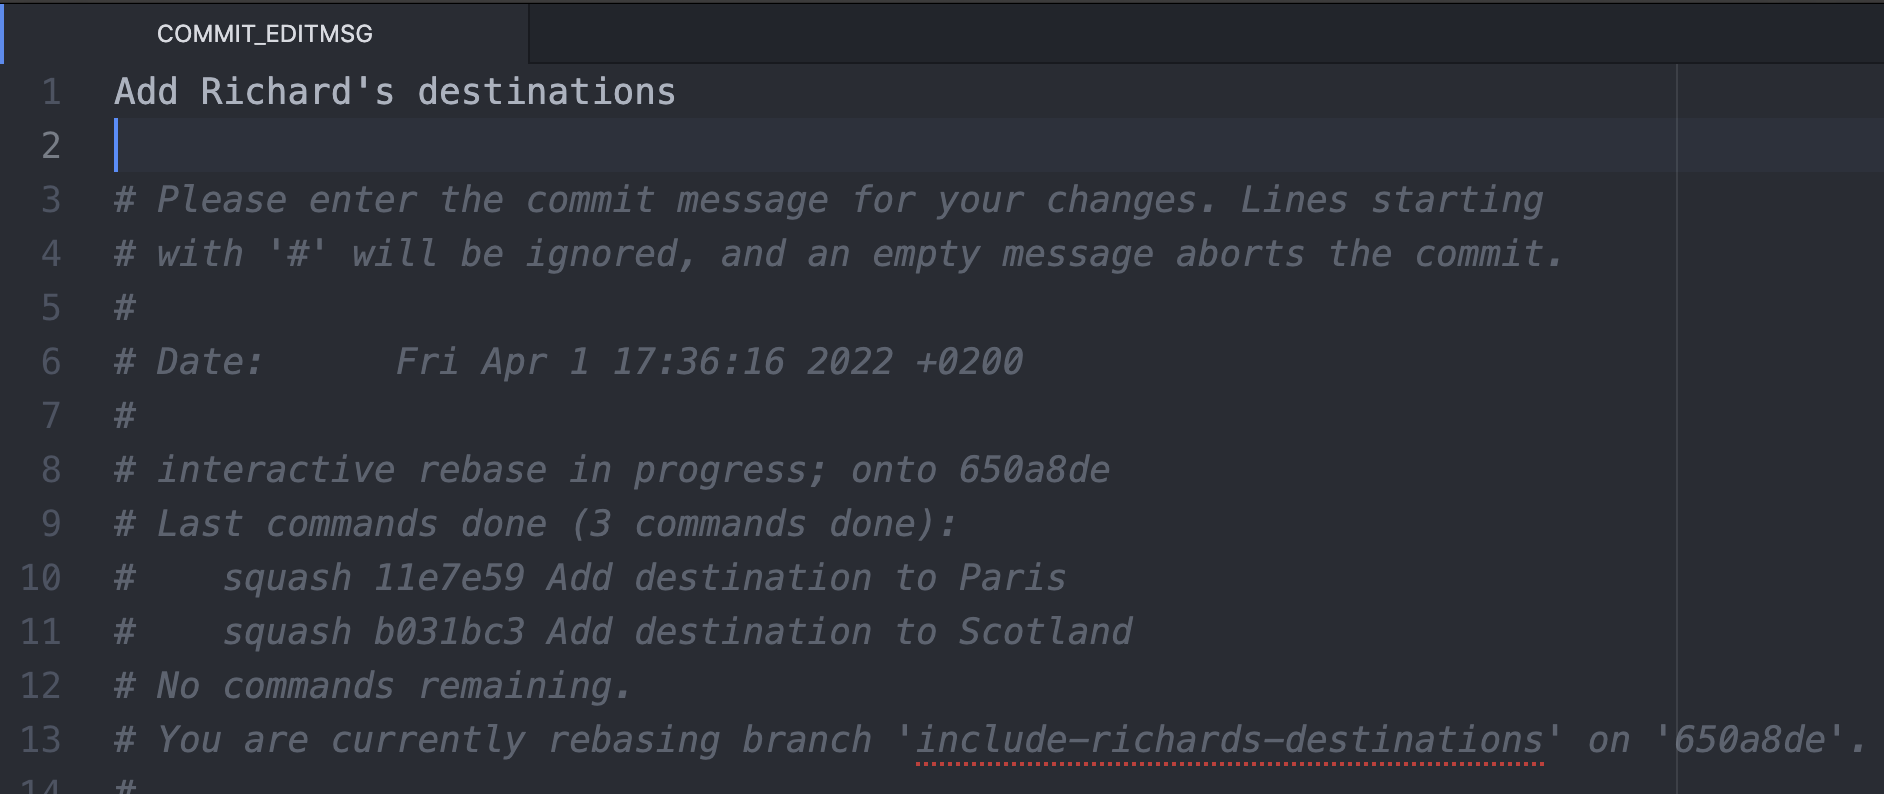 COMMIT_EDITMSG
1 Add Richard's destinations
2
3 # Please enter the commit message for your changes. Lines starting
4 # with '#' will be ignored, and an empty message aborts the commit.
5 #
6 # Date:      Fri Apr 1 17:36:16 2022 +0200
7 #
8 # interactive rebase in progress; onto 650a8de
9 # Last commands done (3 commands done):
10 #    squash 11e7e59 Add destination to Paris
11 #    squash b031bc3 Add destination to Scotland
12 # No commands remaining.
13 # You are currently rebasing branch 'include-richards-destinations' on '650a8de'.
14 #